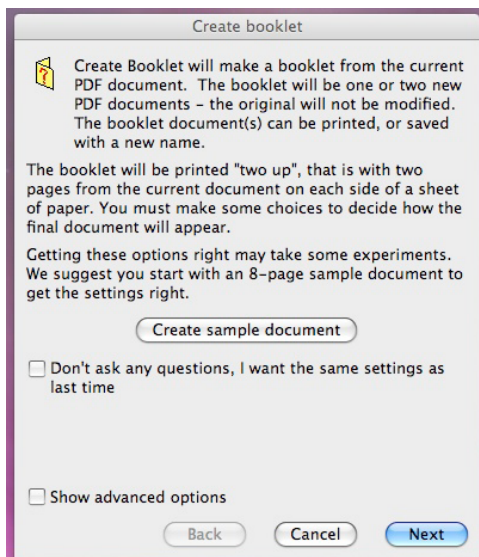 Create booklet
Create Booklet will make a booklet from the current
PDF document. The booklet will be one or two new
PDF documents – the original will not be modified.
The booklet document(s) can be printed, or saved
with a new name.
The booklet will be printed "two up", that is with two
pages from the current document on each side of a sheet
of paper. You must make some choices to decide how the
final document will appear.
Getting these options right may take some experiments.
We suggest you start with an 8-page sample document to
get the settings right.
Create sample document
Don't ask any questions, I want the same settings as
last time
Show advanced options
Back Cancel Next